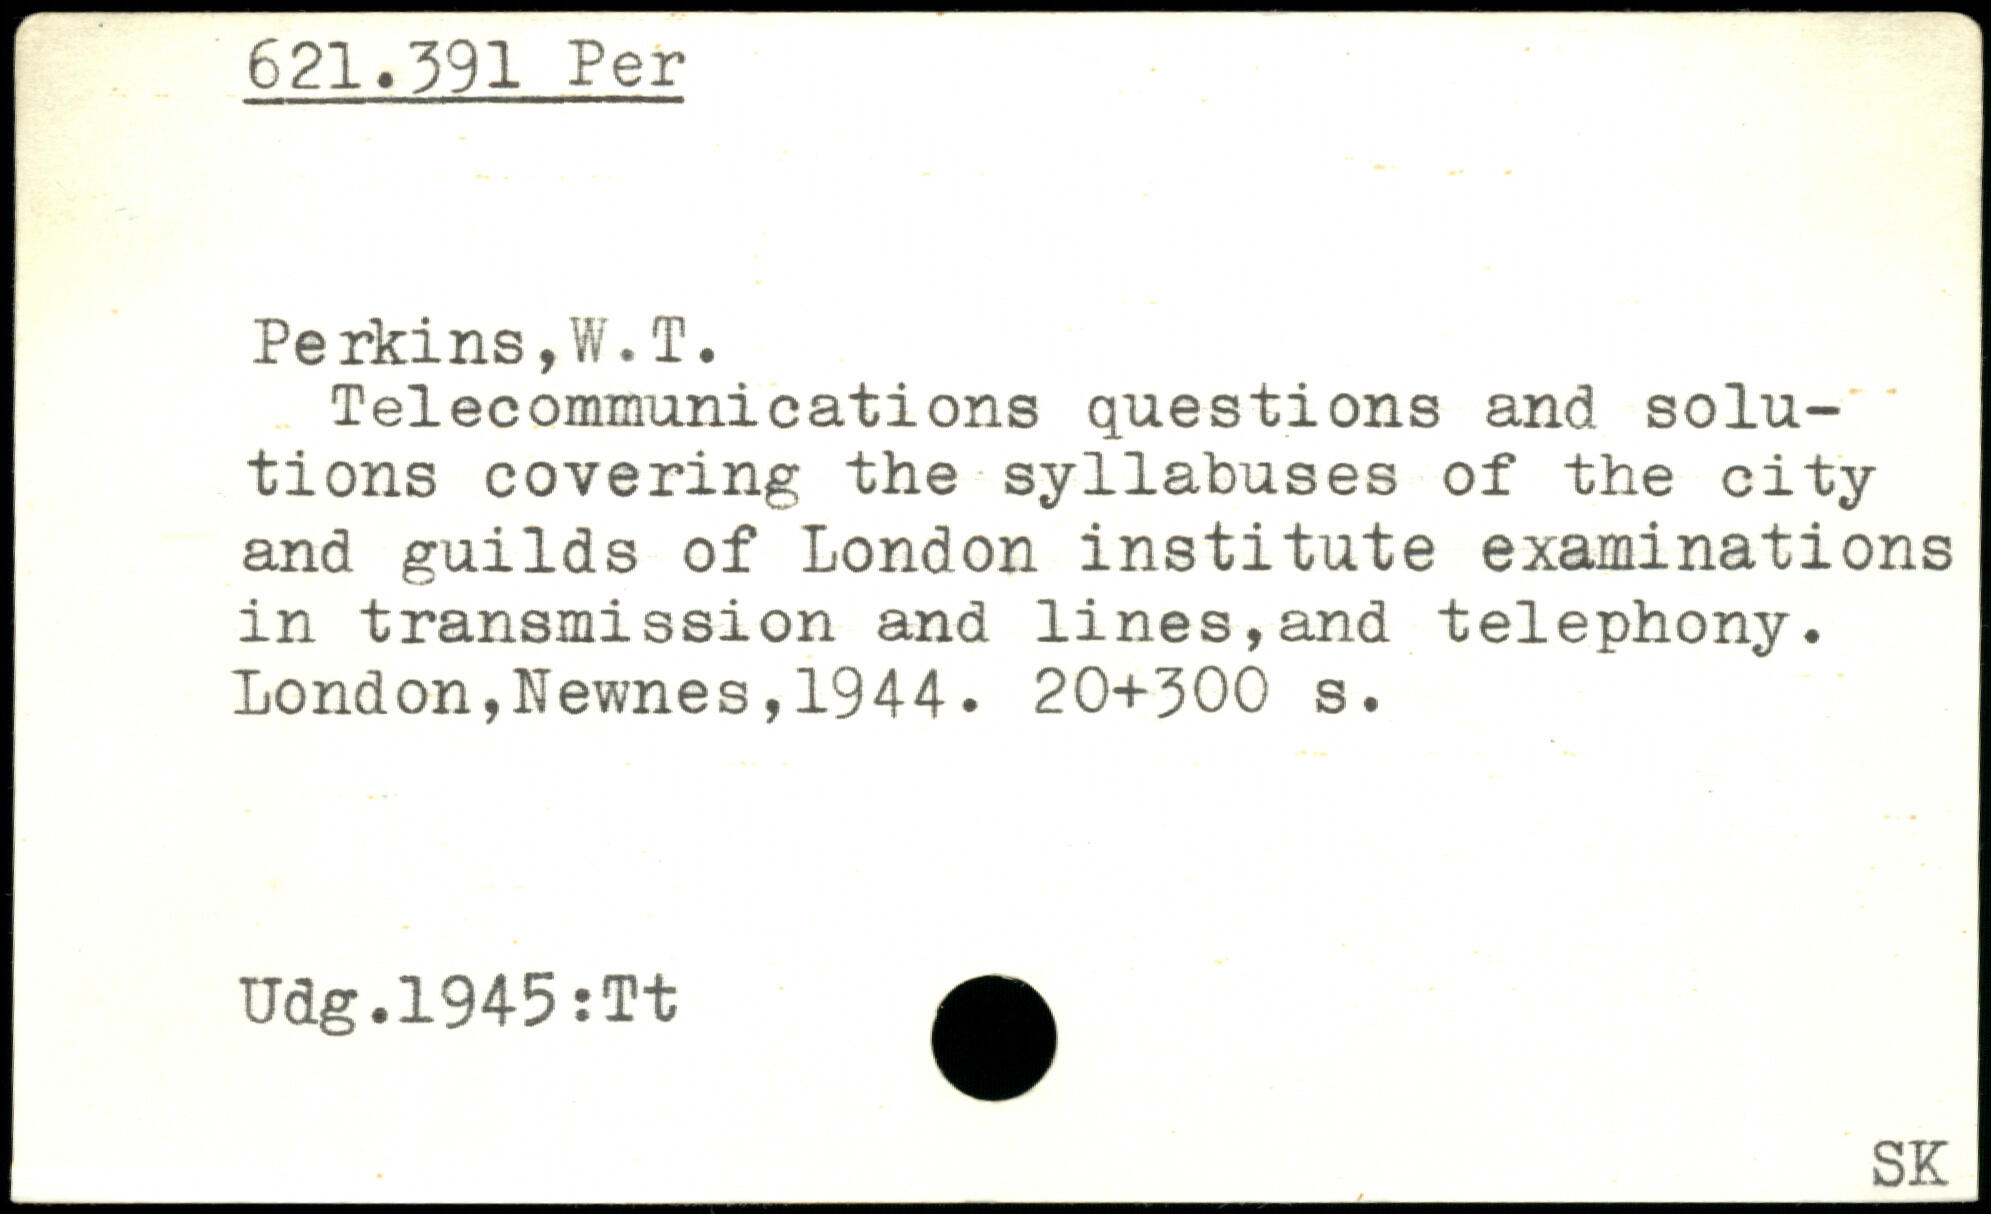 621.391 Per
Perkins,W.T.
Telecommunications questions and solu-
tions covering the syllabuses of the city
and guilds of London institute examinations
in transmission and lines,and telephony.
London,Newnes,1944. 20+300 s.
Udg.1945:Tt
SK